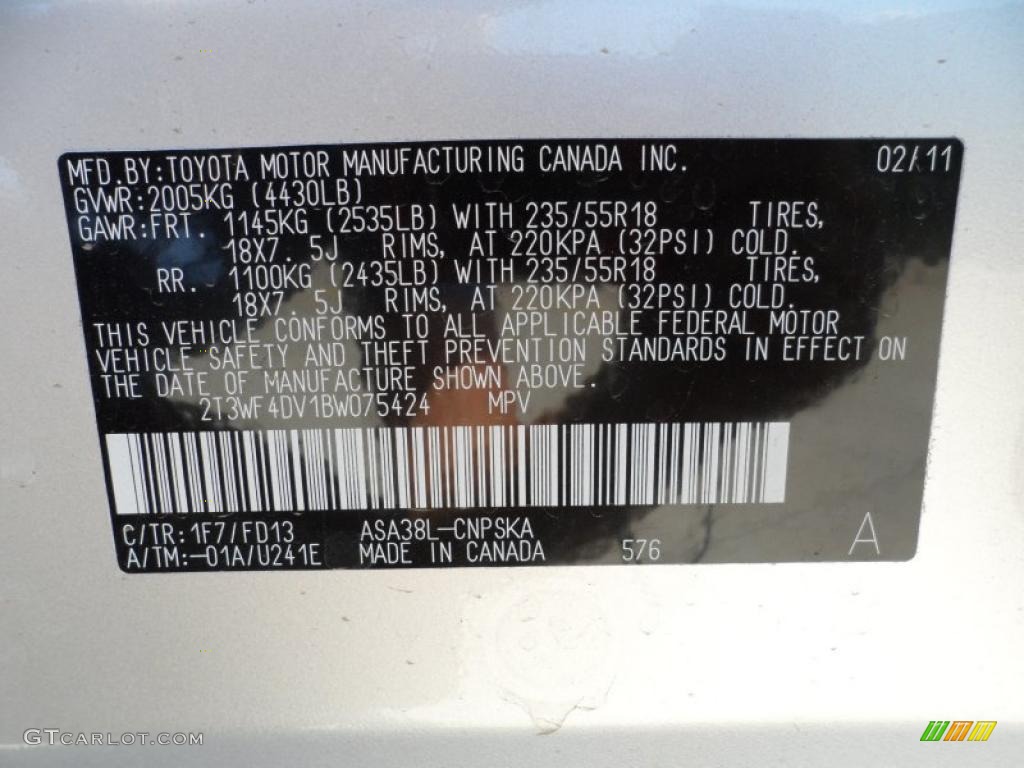 MFD.BY:TOYOTA MOTOR MANUFACTURING CANADA INC. 02/11
GVWR:2005KG (4430LB)
GAWR:FRT. 1145KG (2535LB) WITH 235/55R18 TIRES,
18X7. 5J RIMS, AT 220KPA (32PSI) COLD.
RR. 1100KG (2435LB) WITH 235/55R18 TIRES,
18X7. 5J RIMS, AT 220KPA (32PSI) COLD.
THIS VEHICLE CONFORMS TO ALL APPLICABLE FEDERAL MOTOR
VEHICLE SAFETY AND THEFT PREVENTION STANDARDS IN EFFECT ON
THE DATE OF MANUFACTURE SHOWN ABOVE.
2T3WF4DV1BW075424 MPV
C/TR:1F7/FD13 ASA38L-CNPSKA
A/TM:-01A/U241E MADE IN CANADA 576 A
GTCARLOT.COM